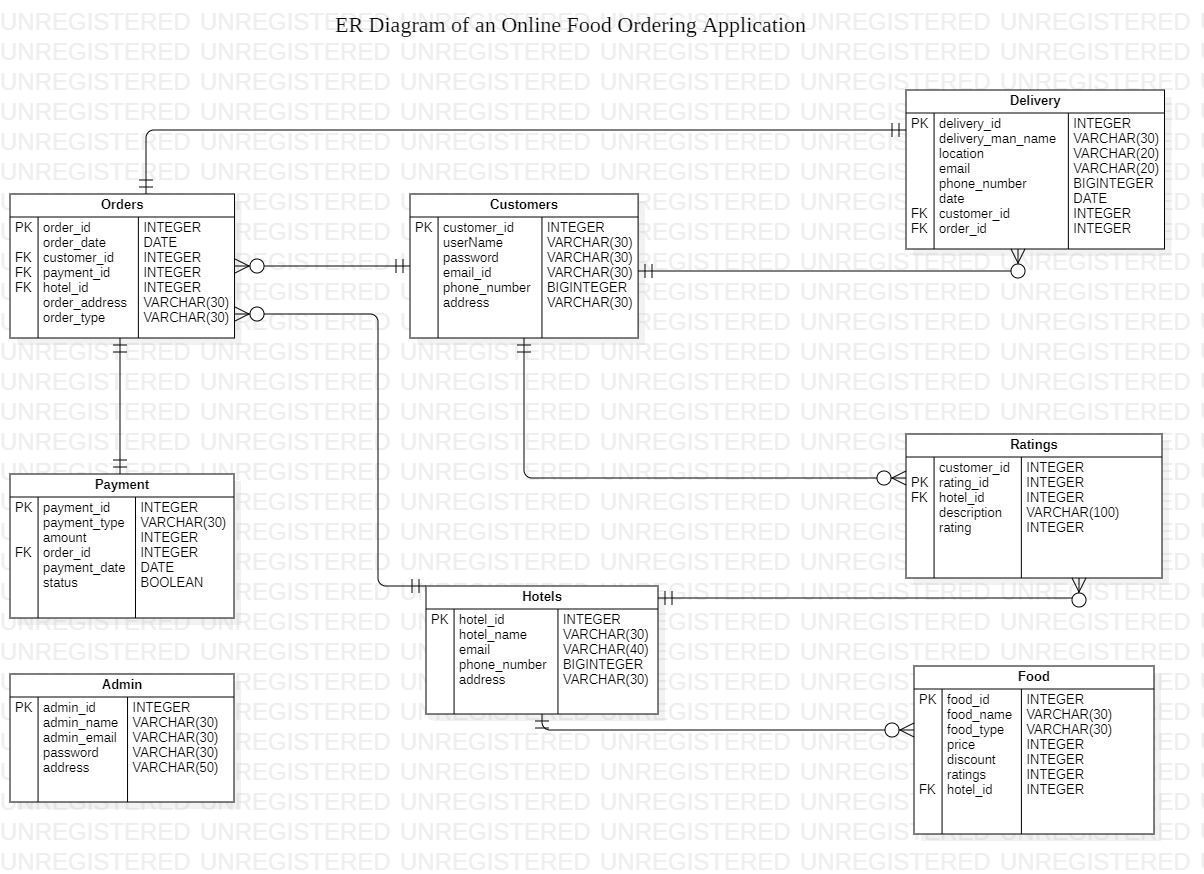 ER Diagram of an Online Food Ordering Application
Delivery
PK delivery_id INTEGER
delivery_man_name VARCHAR(30)
location VARCHAR(20)
email VARCHAR(20)
phone_number BIGINTEGER
date DATE
FK customer_id INTEGER
FK order_id INTEGER
Orders
PK order_id INTEGER
order_date DATE
FK customer_id INTEGER
FK payment_id INTEGER
FK hotel_id INTEGER
order_address VARCHAR(30)
order_type VARCHAR(30)
Customers
PK customer_id INTEGER
userName VARCHAR(30)
password VARCHAR(30)
email_id VARCHAR(30)
phone_number BIGINTEGER
address VARCHAR(30)
Ratings
customer_id INTEGER
PK rating_id INTEGER
FK hotel_id INTEGER
description VARCHAR(100)
rating INTEGER
Payment
PK payment_id INTEGER
payment_type VARCHAR(30)
amount INTEGER
FK order_id INTEGER
payment_date DATE
status BOOLEAN
Hotels
PK hotel_id INTEGER
hotel_name VARCHAR(30)
email VARCHAR(40)
phone_number BIGINTEGER
address VARCHAR(30)
Admin
PK admin_id INTEGER
admin_name VARCHAR(30)
admin_email VARCHAR(30)
password VARCHAR(30)
address VARCHAR(50)
Food
PK food_id INTEGER
food_name VARCHAR(30)
food_type VARCHAR(30)
price INTEGER
discount INTEGER
ratings INTEGER
FK hotel_id INTEGER
UNREGISTERED UNREGISTERED UNREGISTERED UNREGISTERED UNREGISTERED UNREGISTERED